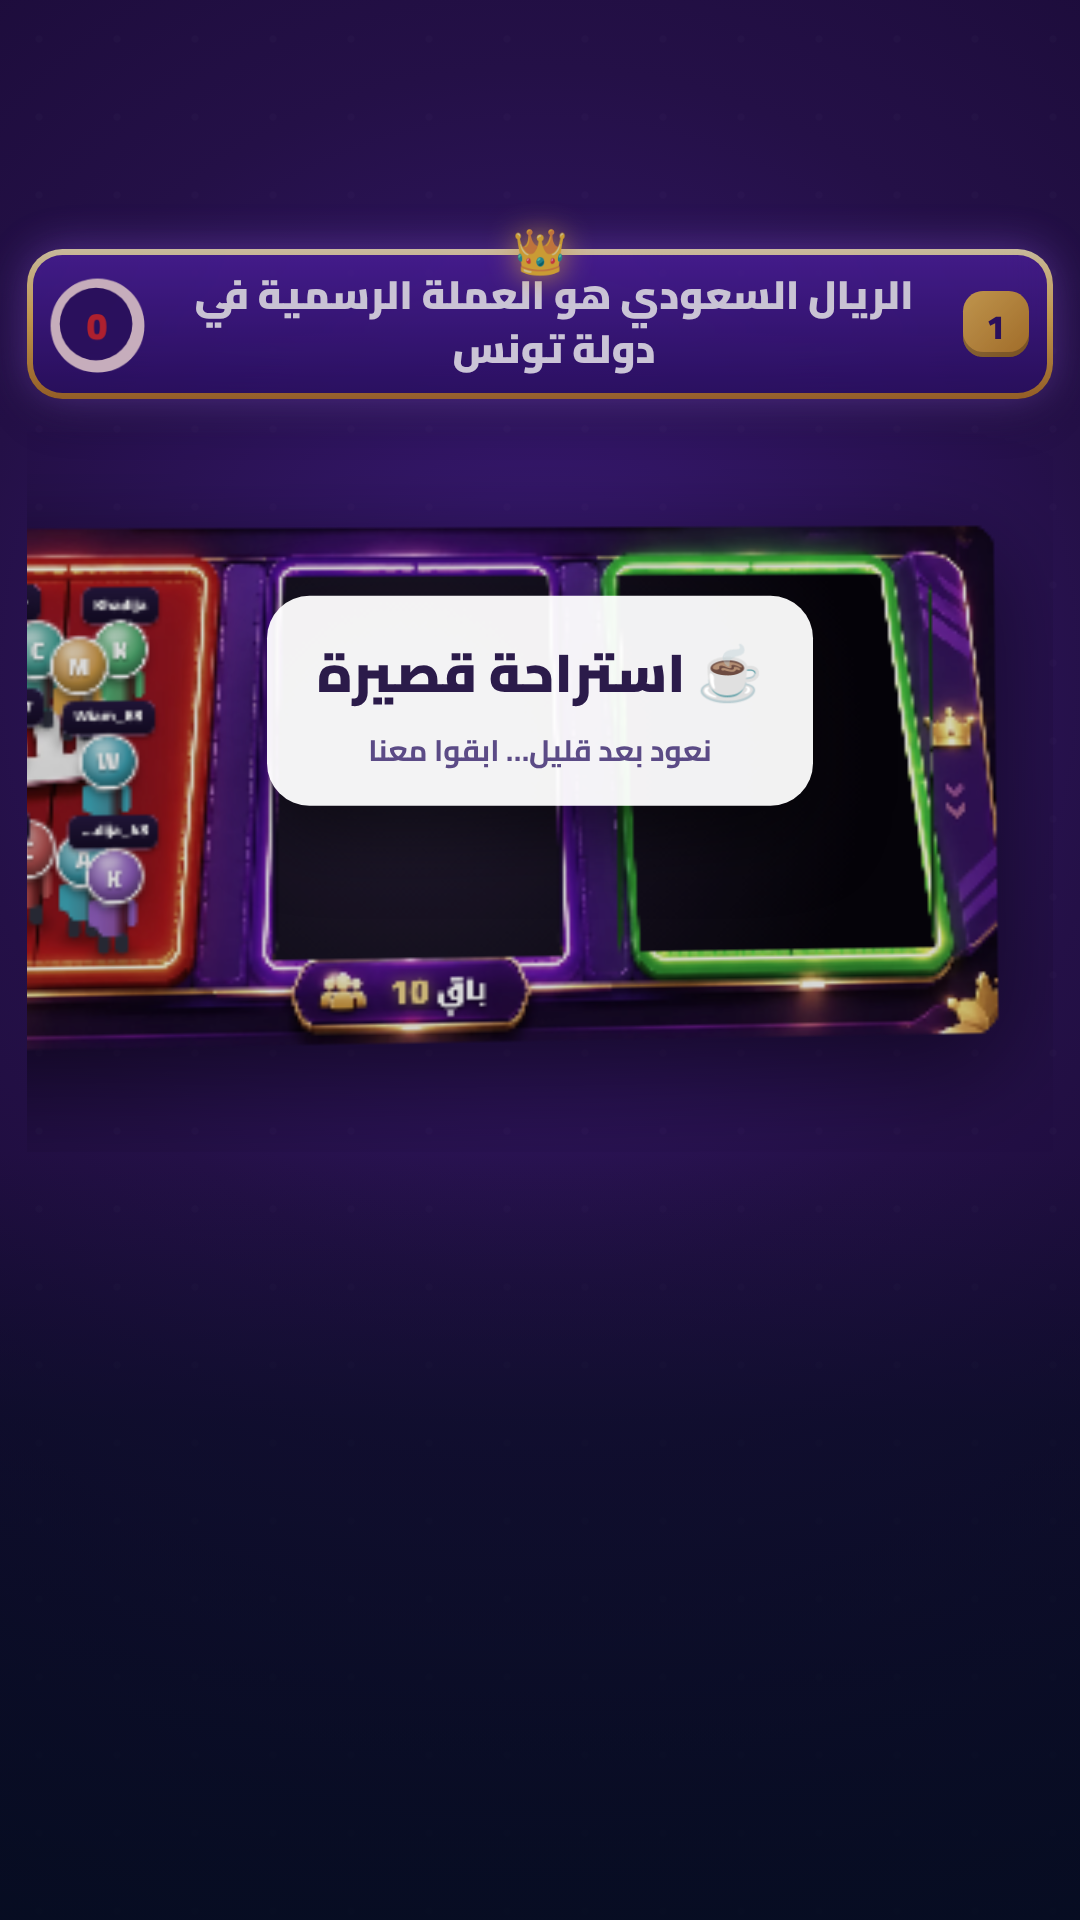 1
الريال السعودي هو العملة الرسمية في
دولة تونس
0
☕ استراحة قصيرة
نعود بعد قليل... ابقوا معنا
Khadija
C
M
K
Wiam_88
W
A
K
باقٍ 10